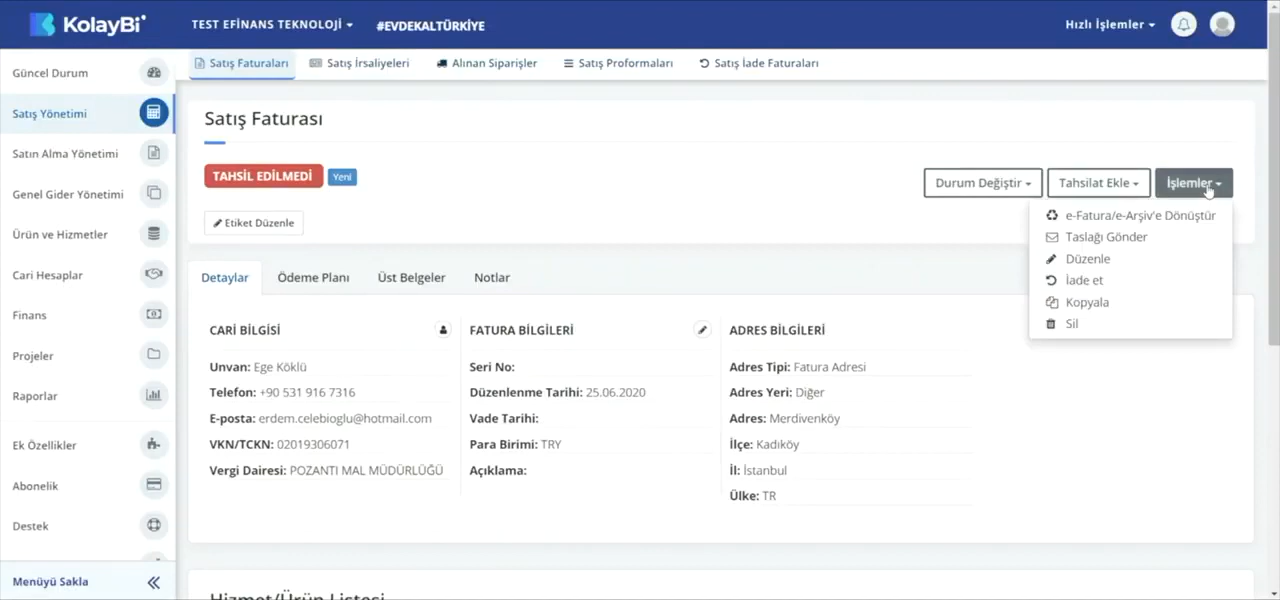 KolayBi'
TEST EFİNANS TEKNOLOJİ
#EVDEKALTÜRKİYE
Hızlı İşlemler
Güncel Durum
Satış Yönetimi
Satın Alma Yönetimi
Genel Gider Yönetimi
Ürün ve Hizmetler
Cari Hesaplar
Finans
Projeler
Raporlar
Ek Özellikler
Abonelik
Destek
Menüyü Sakla
Satış Faturaları
Satış İrsaliyeleri
Alınan Siparişler
Satış Proformaları
Satış İade Faturaları
Satış Faturası
TAHSİL EDİLMEDİ
Yeni
Etiket Düzenle
Durum Değiştir
Tahsilat Ekle
İşlemler
e-Fatura/e-Arşiv'e Dönüştür
Taslağı Gönder
Düzenle
İade et
Kopyala
Sil
Detaylar
Ödeme Planı
Üst Belgeler
Notlar
CARİ BİLGİSİ
Unvan: Ege Köklü
Telefon: +90 531 916 7316
E-posta: erdem.celebioglu@hotmail.com
VKN/TCKN: 02019306071
Vergi Dairesi: POZANTI MAL MÜDÜRLÜĞÜ
FATURA BİLGİLERİ
Seri No:
Düzenlenme Tarihi: 25.06.2020
Vade Tarihi:
Para Birimi: TRY
Açıklama:
ADRES BİLGİLERİ
Adres Tipi: Fatura Adresi
Adres Yeri: Diğer
Adres: Merdivenköy
İlçe: Kadıköy
İl: İstanbul
Ülke: TR
Hizmet/Ürün Listesi